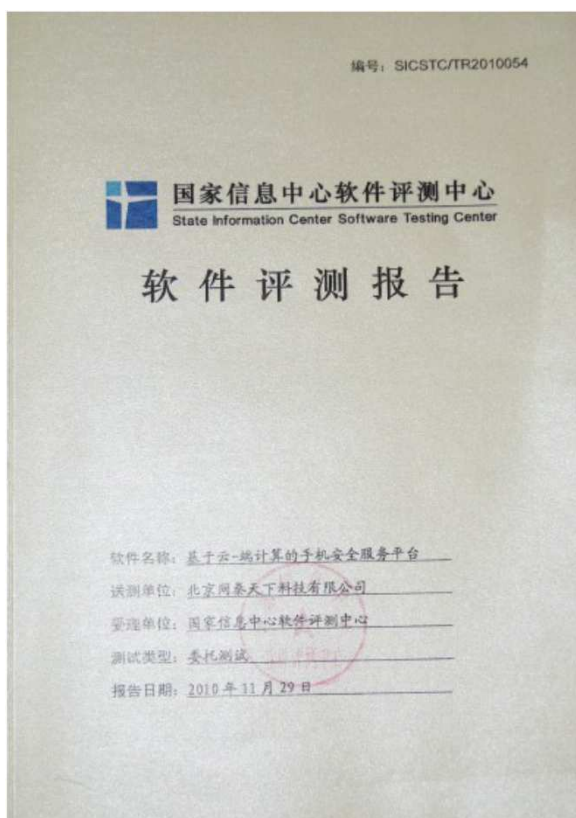 编号：SICSTC/TR2010054
国家信息中心软件评测中心
State Information Center Software Testing Center
软件评测报告
软件名称：基于云-端计算的手机安全服务平台
送测单位：北京网秦天下科技有限公司
受理单位：国家信息中心软件评测中心
测试类型：委托测试
报告日期：2010年11月29日